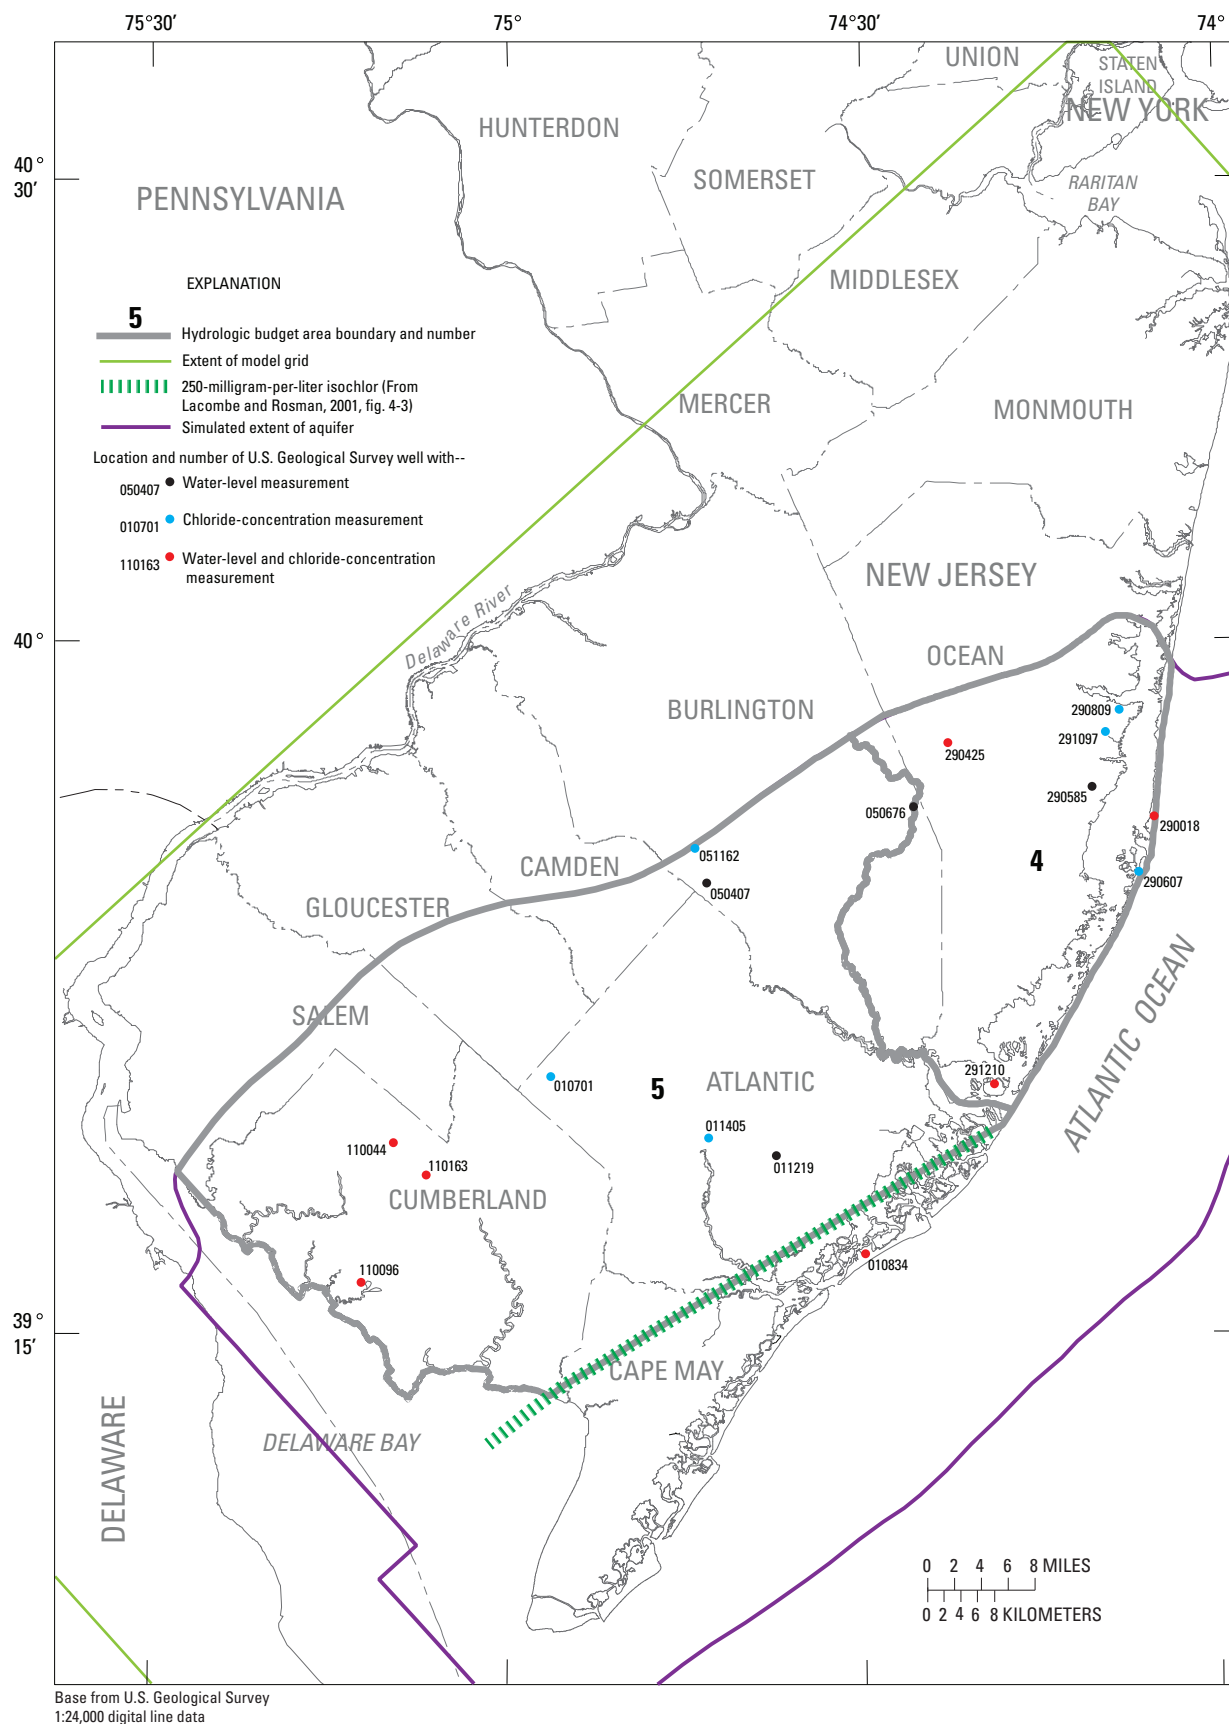 75°30'
75°
74°30'
74°
UNION
STATEN
ISLAND
NEW YORK
HUNTERDON
40°
30'
SOMERSET
RARITAN
BAY
PENNSYLVANIA
MIDDLESEX
EXPLANATION
5
Hydrologic budget area boundary and number
Extent of model grid
250-milligram-per-liter isochlor (From
Lacombe and Rosman, 2001, fig. 4-3)
Simulated extent of aquifer
Location and number of U.S. Geological Survey well with--
050407 Water-level measurement
010701 Chloride-concentration measurement
110163 Water-level and chloride-concentration
measurement
MERCER
MONMOUTH
NEW JERSEY
Delaware River
40°
OCEAN
BURLINGTON
290809
291097
290425
290585
050676
290018
051162
4
CAMDEN
050407
290607
GLOUCESTER
ATLANTIC OCEAN
SALEM
291210
010701
5
ATLANTIC
011405
110044
110163
011219
CUMBERLAND
010834
110096
39°
15'
CAPE MAY
DELAWARE
DELAWARE BAY
0 2 4 6 8 MILES
0 2 4 6 8 KILOMETERS
Base from U.S. Geological Survey
1:24,000 digital line data